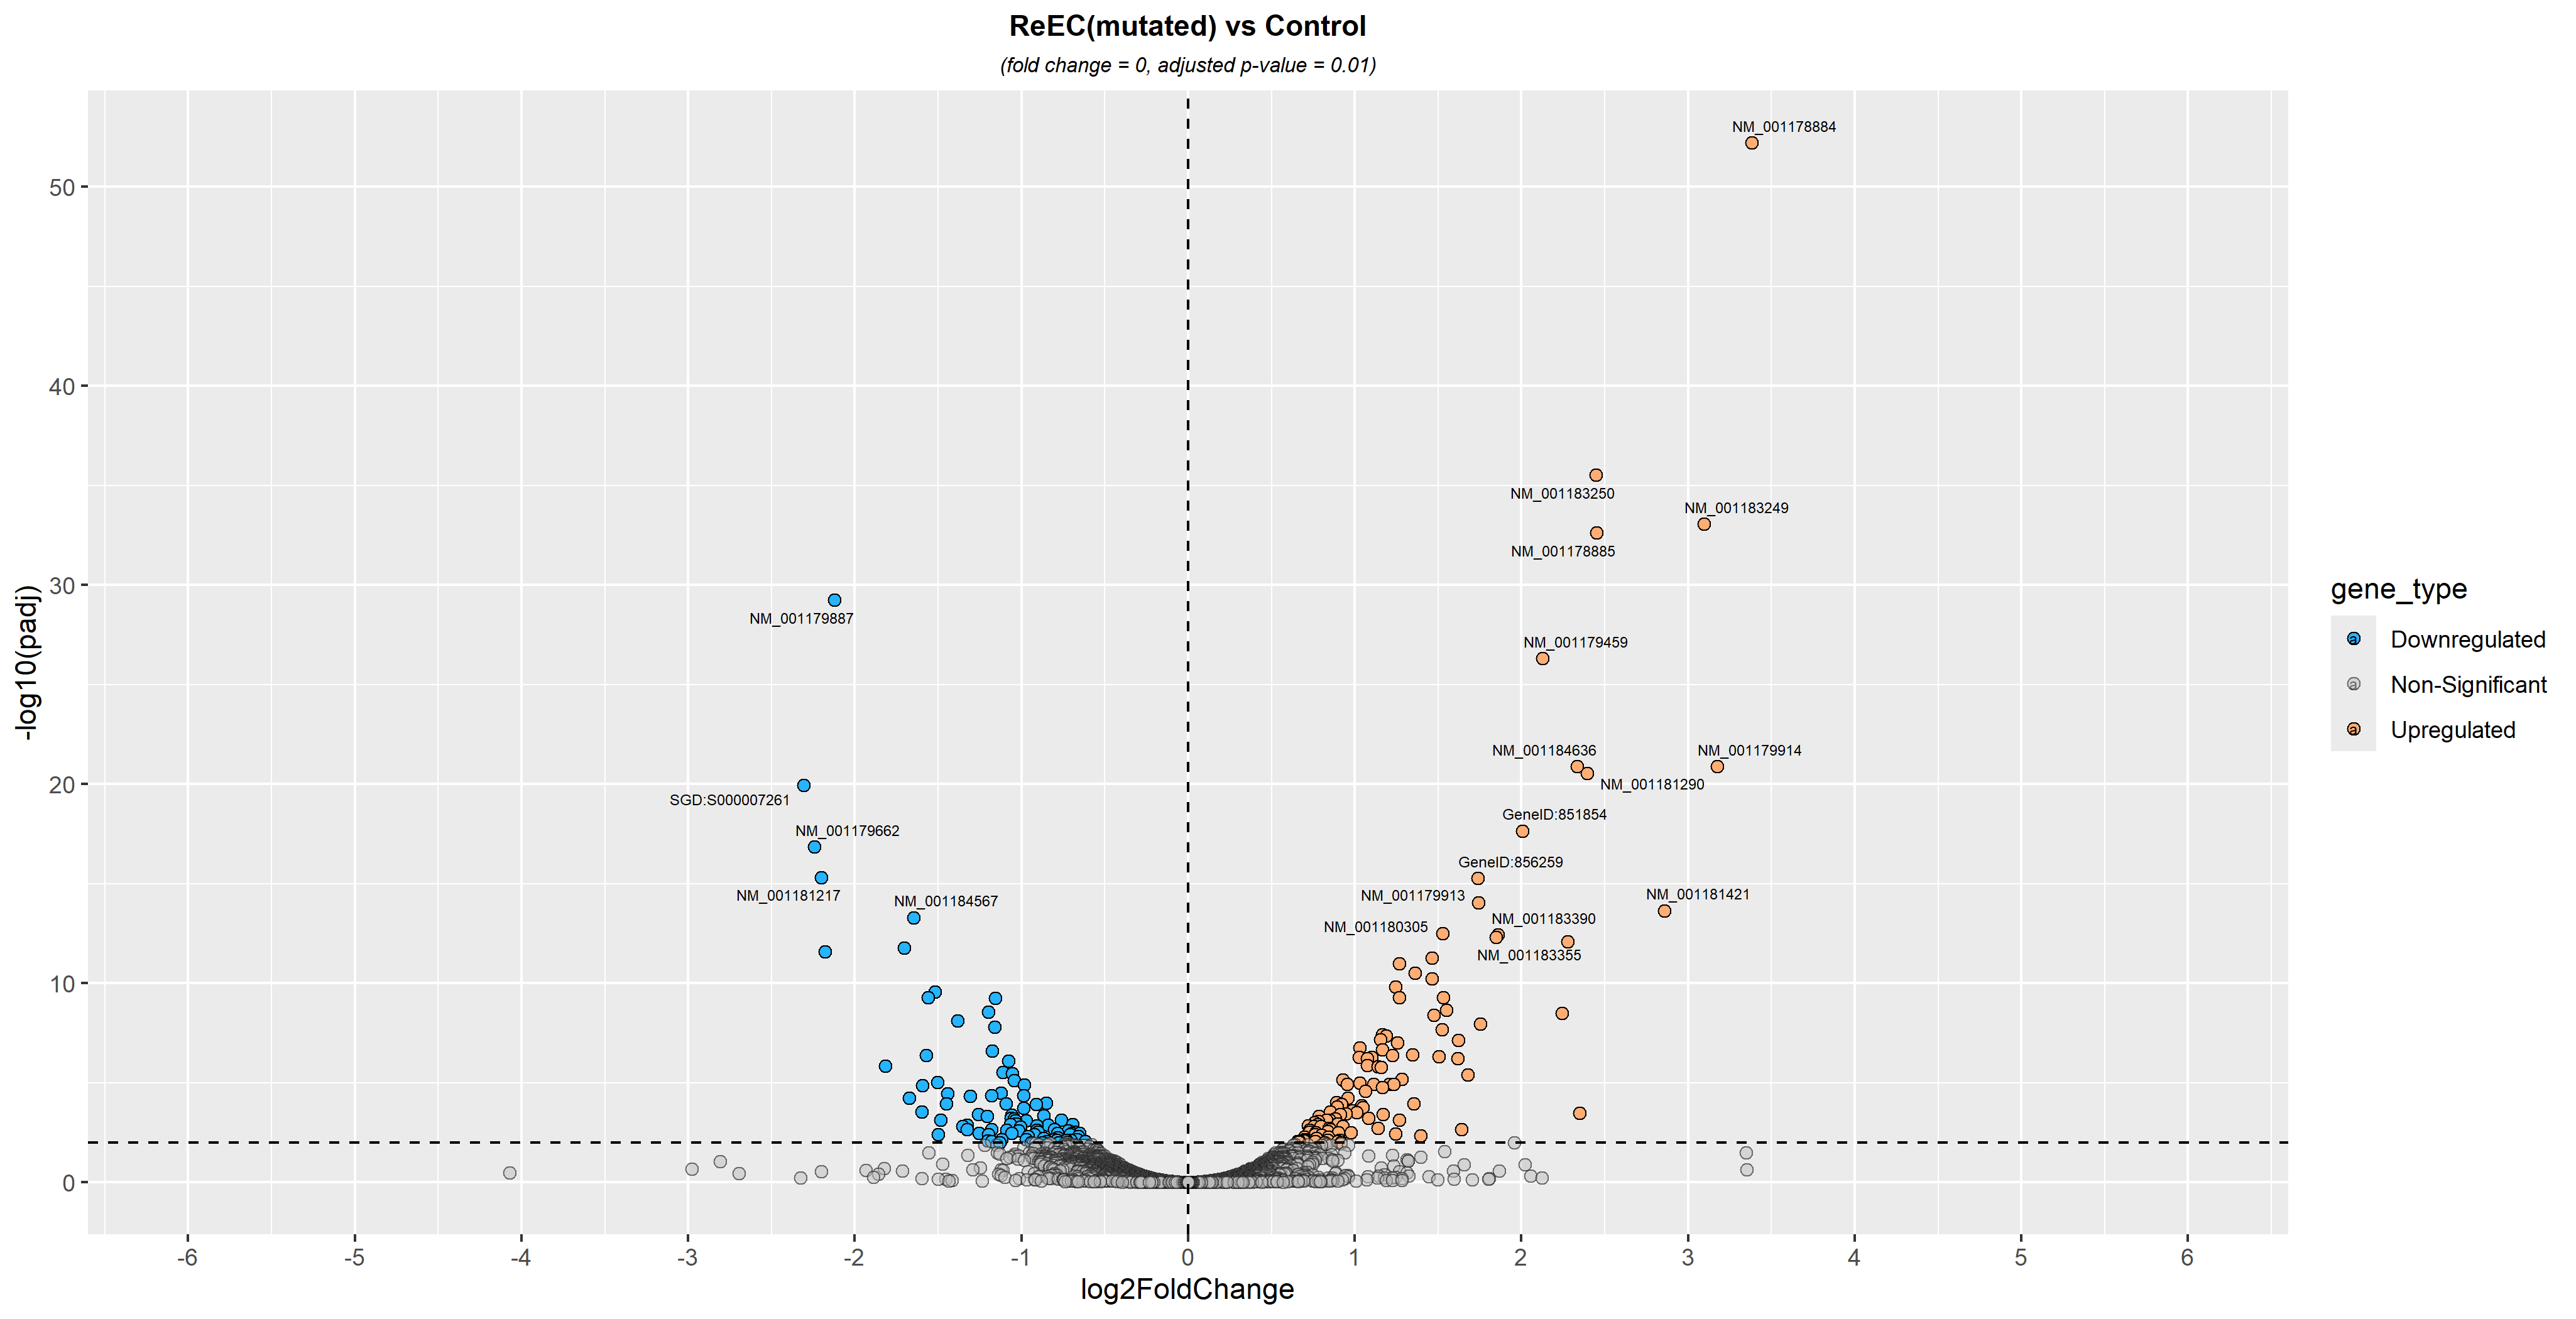 ReEC(mutated) vs Control
(fold change = 0, adjusted p-value = 0.01)
NM_001178884
50
40
NM_001183250
NM_001183249
NM_001178885
30
NM_001179887
NM_001179459
-log10(padj)
gene_type
a Downregulated
a Non-Significant
a Upregulated
NM_001184636
NM_001179914
20
NM_001181290
SGD:S000007261
GeneID:851854
NM_001179662
GeneID:856259
NM_001181217
NM_001179913
NM_001181421
NM_001184567
NM_001183390
NM_001180305
NM_001183355
10
0
-6 -5 -4 -3 -2 -1 0 1 2 3 4 5 6
log2FoldChange